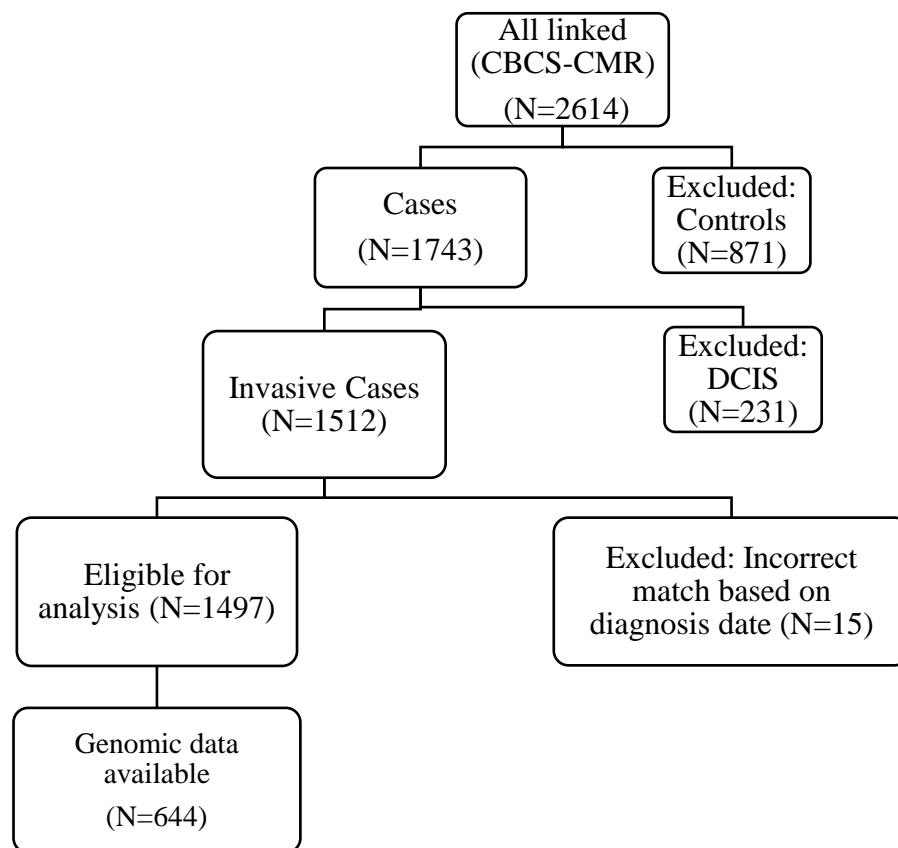 All linked
(CBCS-CMR)
(N=2614)
Cases
(N=1743)
Excluded:
Controls
(N=871)
Invasive Cases
(N=1512)
Excluded:
DCIS
(N=231)
Eligible for
analysis (N=1497)
Excluded: Incorrect
match based on
diagnosis date (N=15)
Genomic data
available
(N=644)